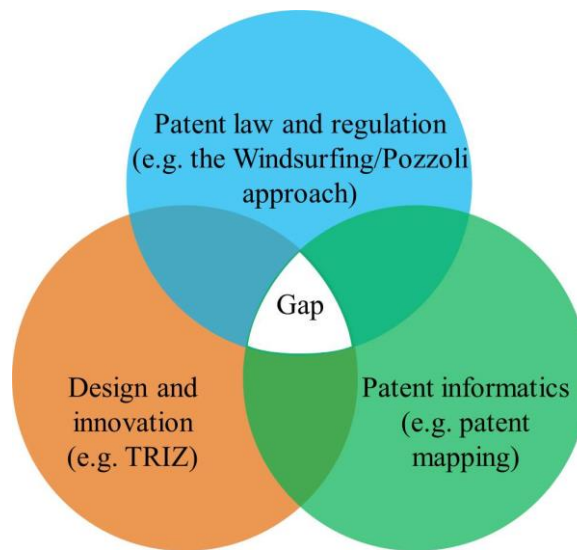 Patent law and regulation
(e.g. the Windsurfing/Pozzoli
approach)
Gap
Design and
innovation
(e.g. TRIZ)
Patent informatics
(e.g. patent
mapping)